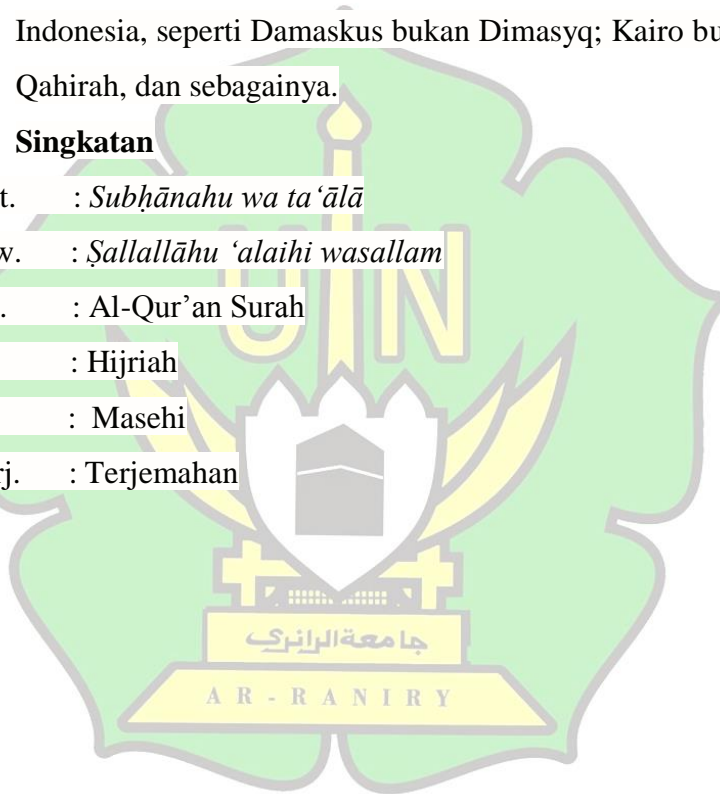 Indonesia, seperti Damaskus bukan Dimasyq; Kairo bu
Qahirah, dan sebagainya.
Singkatan
t. : Subḥānahu wa ta‘ālā
w. : Ṣallallāhu ‘alaihi wasallam
. : Al-Qur’an Surah
: Hijriah
: Masehi
rj. : Terjemahan
UIN
جامعة الرانري
AR-RANIRY